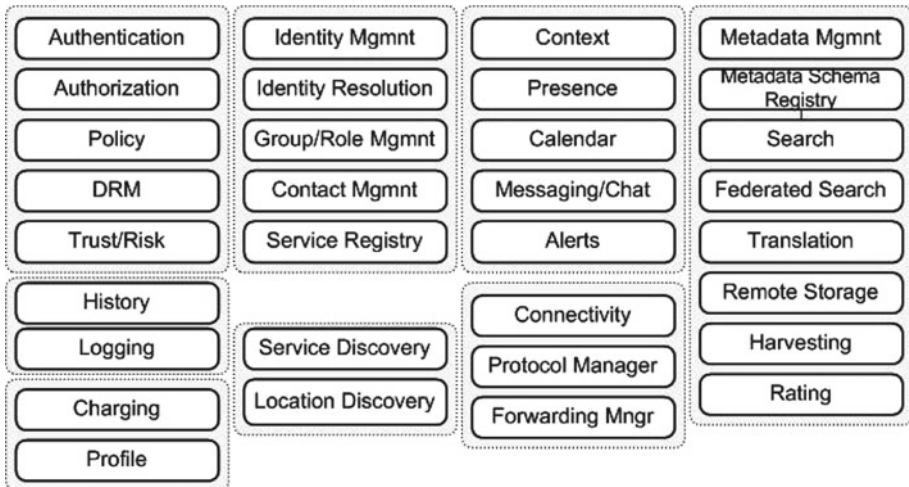 Authentication
Authorization
Policy
DRM
Trust/Risk
History
Logging
Charging
Profile
Identity Mgmnt
Identity Resolution
Group/Role Mgmnt
Contact Mgmnt
Service Registry
Service Discovery
Location Discovery
Context
Presence
Calendar
Messaging/Chat
Alerts
Connectivity
Protocol Manager
Forwarding Mngr
Metadata Mgmnt
Metadata Schema
Registry
Search
Federated Search
Translation
Remote Storage
Harvesting
Rating